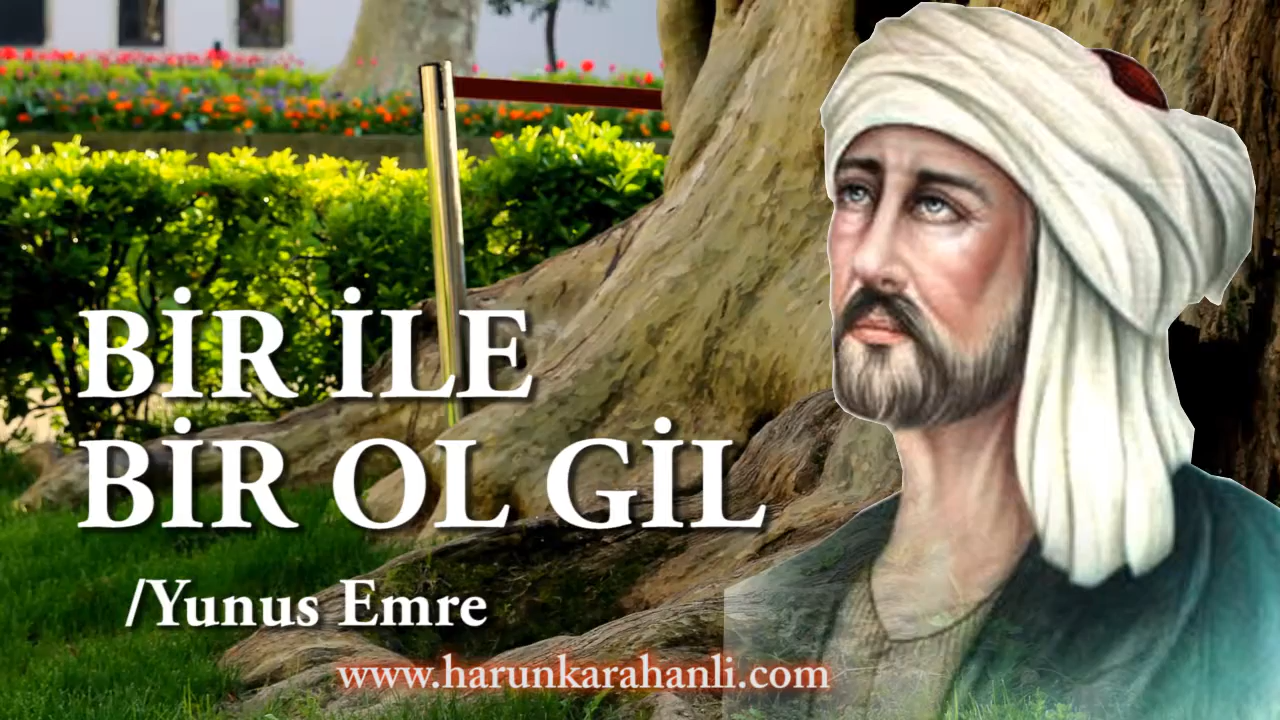 BİR İLE
BİR OL GİL
/Yunus Emre
www.harunkarahanli.com